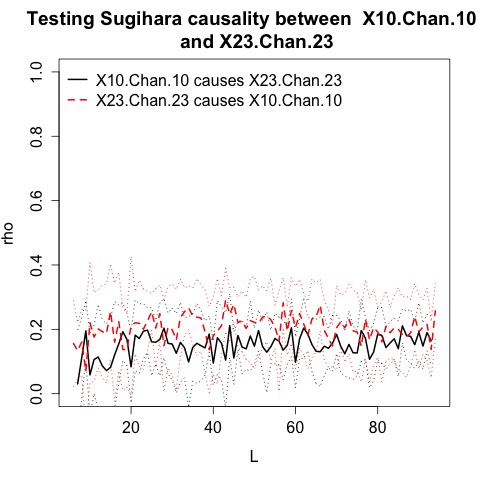 Testing Sugihara causality between X10.Chan.10
and X23.Chan.23
X10.Chan.10 causes X23.Chan.23
X23.Chan.23 causes X10.Chan.10
rho
1.0
0.8
0.6
0.4
0.2
0.0
20 40 60 80
L